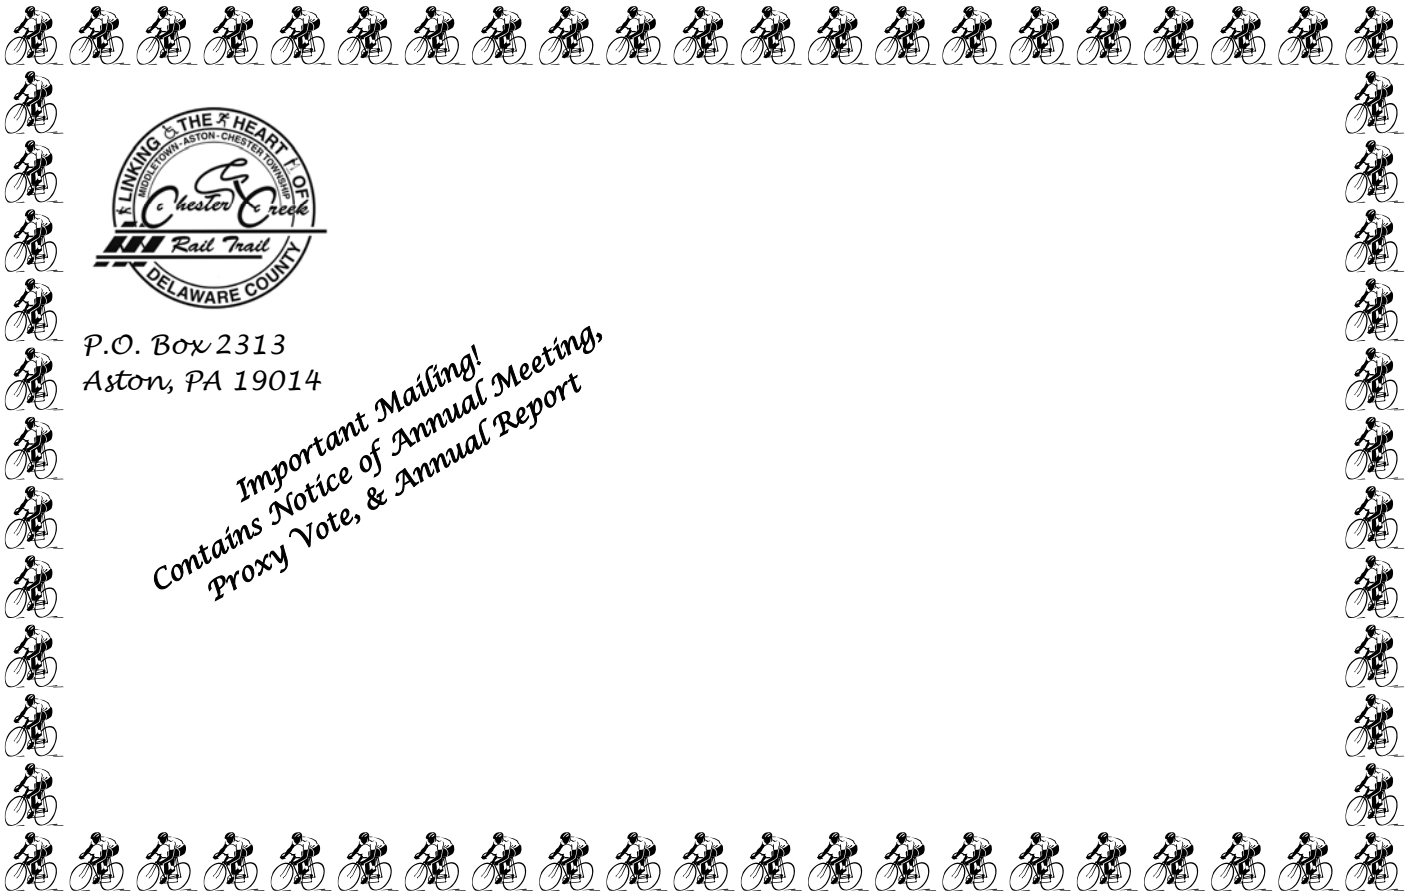 LINKING THE HEART OF
MIDDLETOWN-ASTON-CHESTER TOWNSHIP
Chester Creek
Rail Trail
DELAWARE COUNTY
P.O. Box 2313
Aston, PA 19014
Important Mailing!
Contains Notice of Annual Meeting,
Proxy Vote, & Annual Report